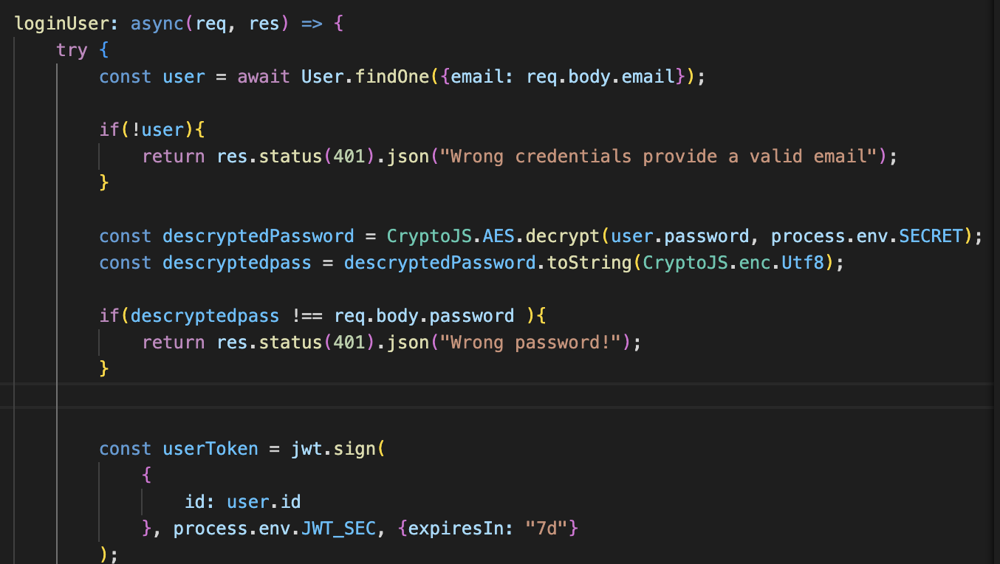 loginUser: async(req, res) => {
try {
const user = await User.findOne({email: req.body.email});
if(!user){
return res.status(401).json("Wrong credentials provide a valid email");
}
const descryptedPassword = CryptoJS.AES.decrypt(user.password, process.env.SECRET);
const descryptedpass = descryptedPassword.toString(CryptoJS.enc.Utf8);
if(descryptedpass !== req.body.password ){
return res.status(401).json("Wrong password!");
}
const userToken = jwt.sign(
{
id: user.id
}, process.env.JWT_SEC, {expiresIn: "7d"}
);